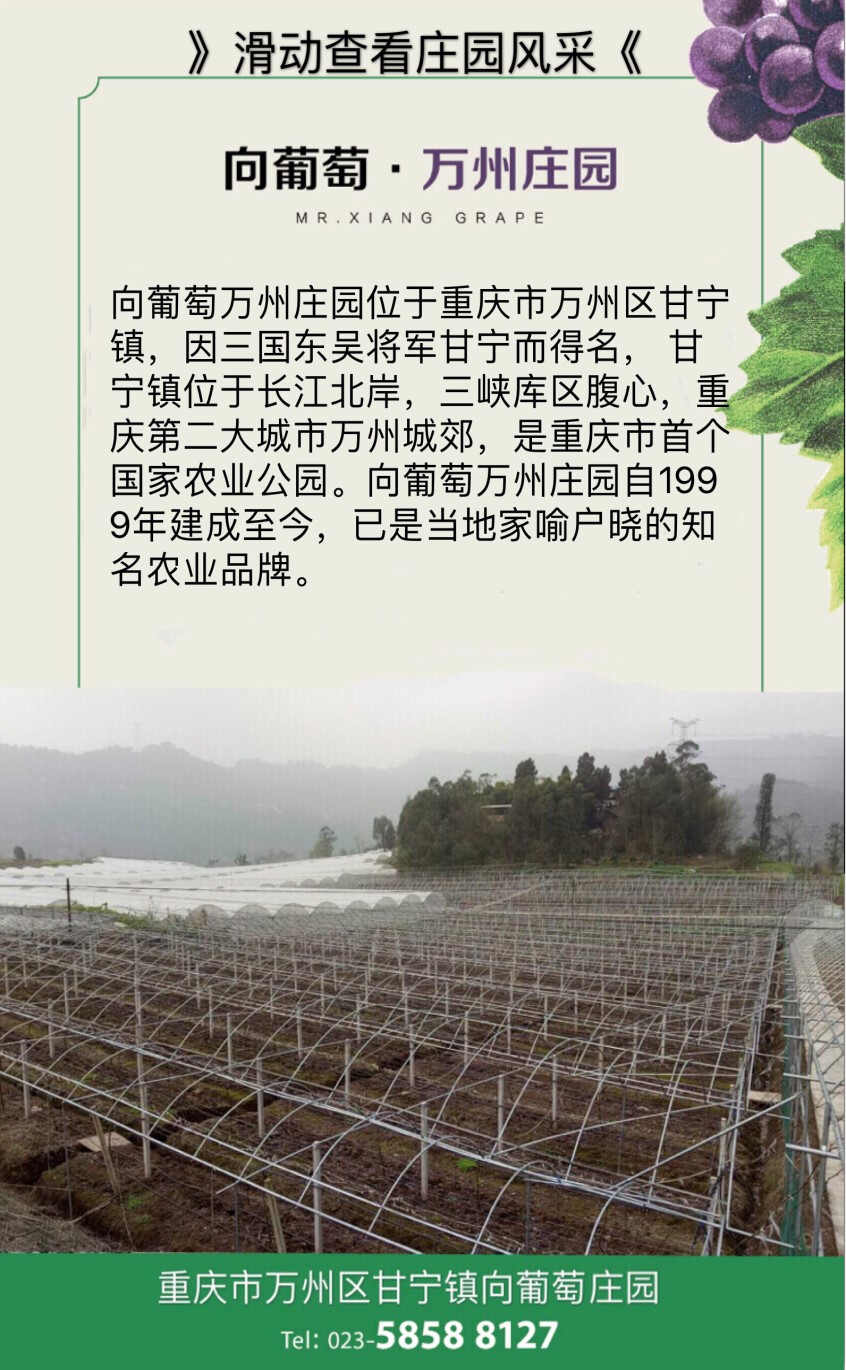 》滑动查看庄园风采《
向葡萄·万州庄园
MR.XIANG GRAPE
向葡萄万州庄园位于重庆市万州区甘宁
镇，因三国东吴将军甘宁而得名， 甘
宁镇位于长江北岸，三峡库区腹心，重
庆第二大城市万州城郊，是重庆市首个
国家农业公园。向葡萄万州庄园自199
9年建成至今，已是当地家喻户晓的知
名农业品牌。
重庆市万州区甘宁镇向葡萄庄园
Tel: 023-5858 8127